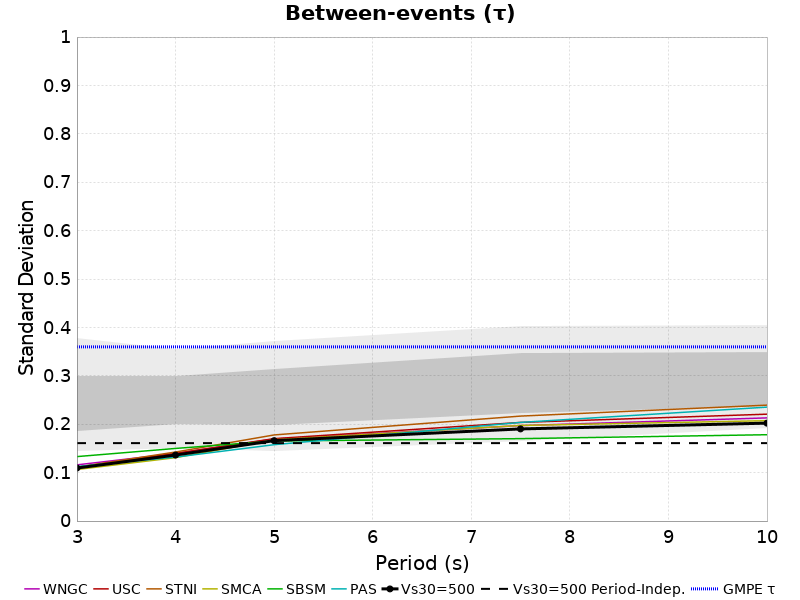 Between-events (τ)
1
0.9
0.8
0.7
0.6
0.5
0.4
0.3
0.2
0.1
0
Standard Deviation
3 4 5 6 7 8 9 10
Period (s)
WNGC USC STNI SMCA SBSM PAS Vs30=500 Vs30=500 Period-Indep. GMPE τ